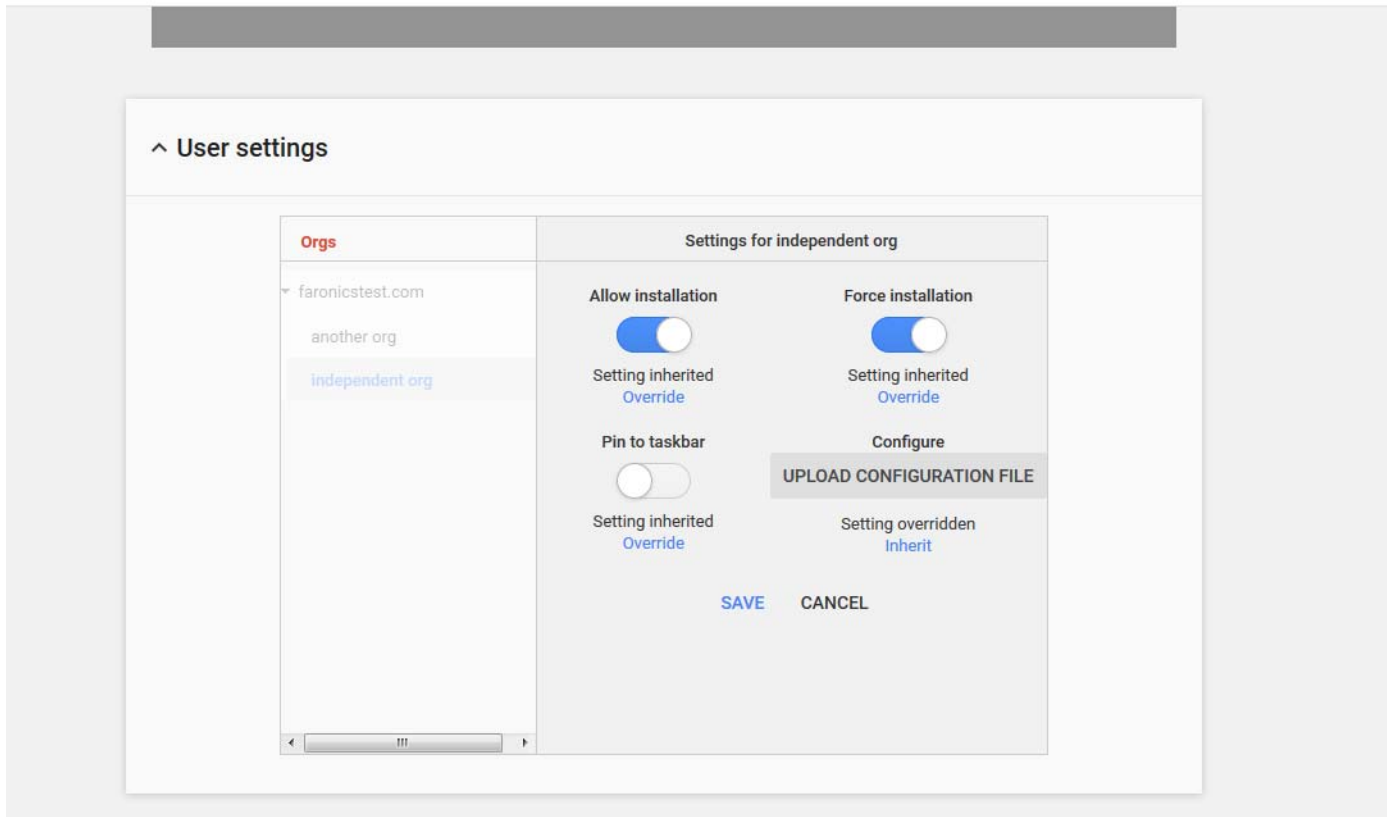 User settings
Orgs
faronicstest.com
another org
independent org
Settings for independent org
Allow installation
Setting inherited
Override
Force installation
Setting inherited
Override
Pin to taskbar
Setting inherited
Override
Configure
UPLOAD CONFIGURATION FILE
Setting overridden
Inherit
SAVE
CANCEL